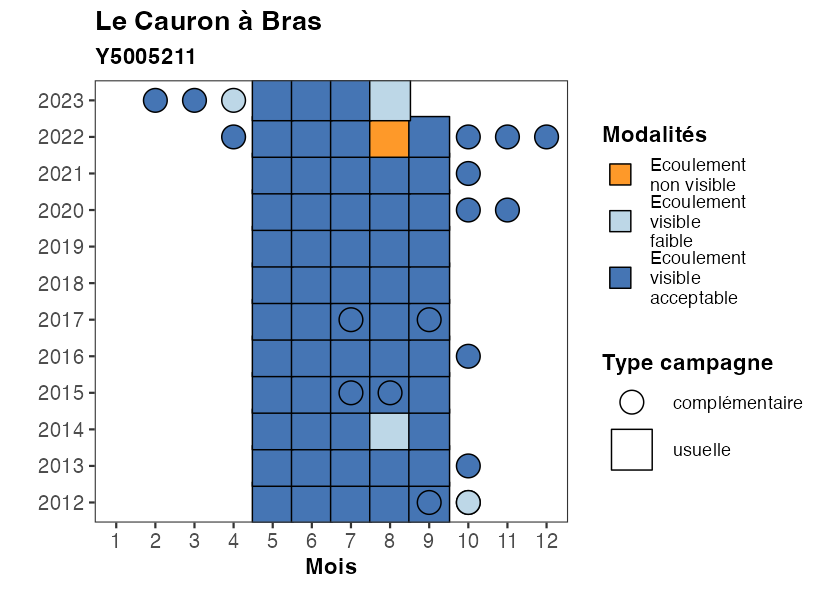 Le Cauron à Bras
Y5005211
2023
2022
2021
2020
2019
2018
2017
2016
2015
2014
2013
2012
1 2 3 4 5 6 7 8 9 10 11 12
Mois
Modalités
Ecoulement
non visible
Ecoulement
visible
faible
Ecoulement
visible
acceptable
Type campagne
complémentaire
usuelle